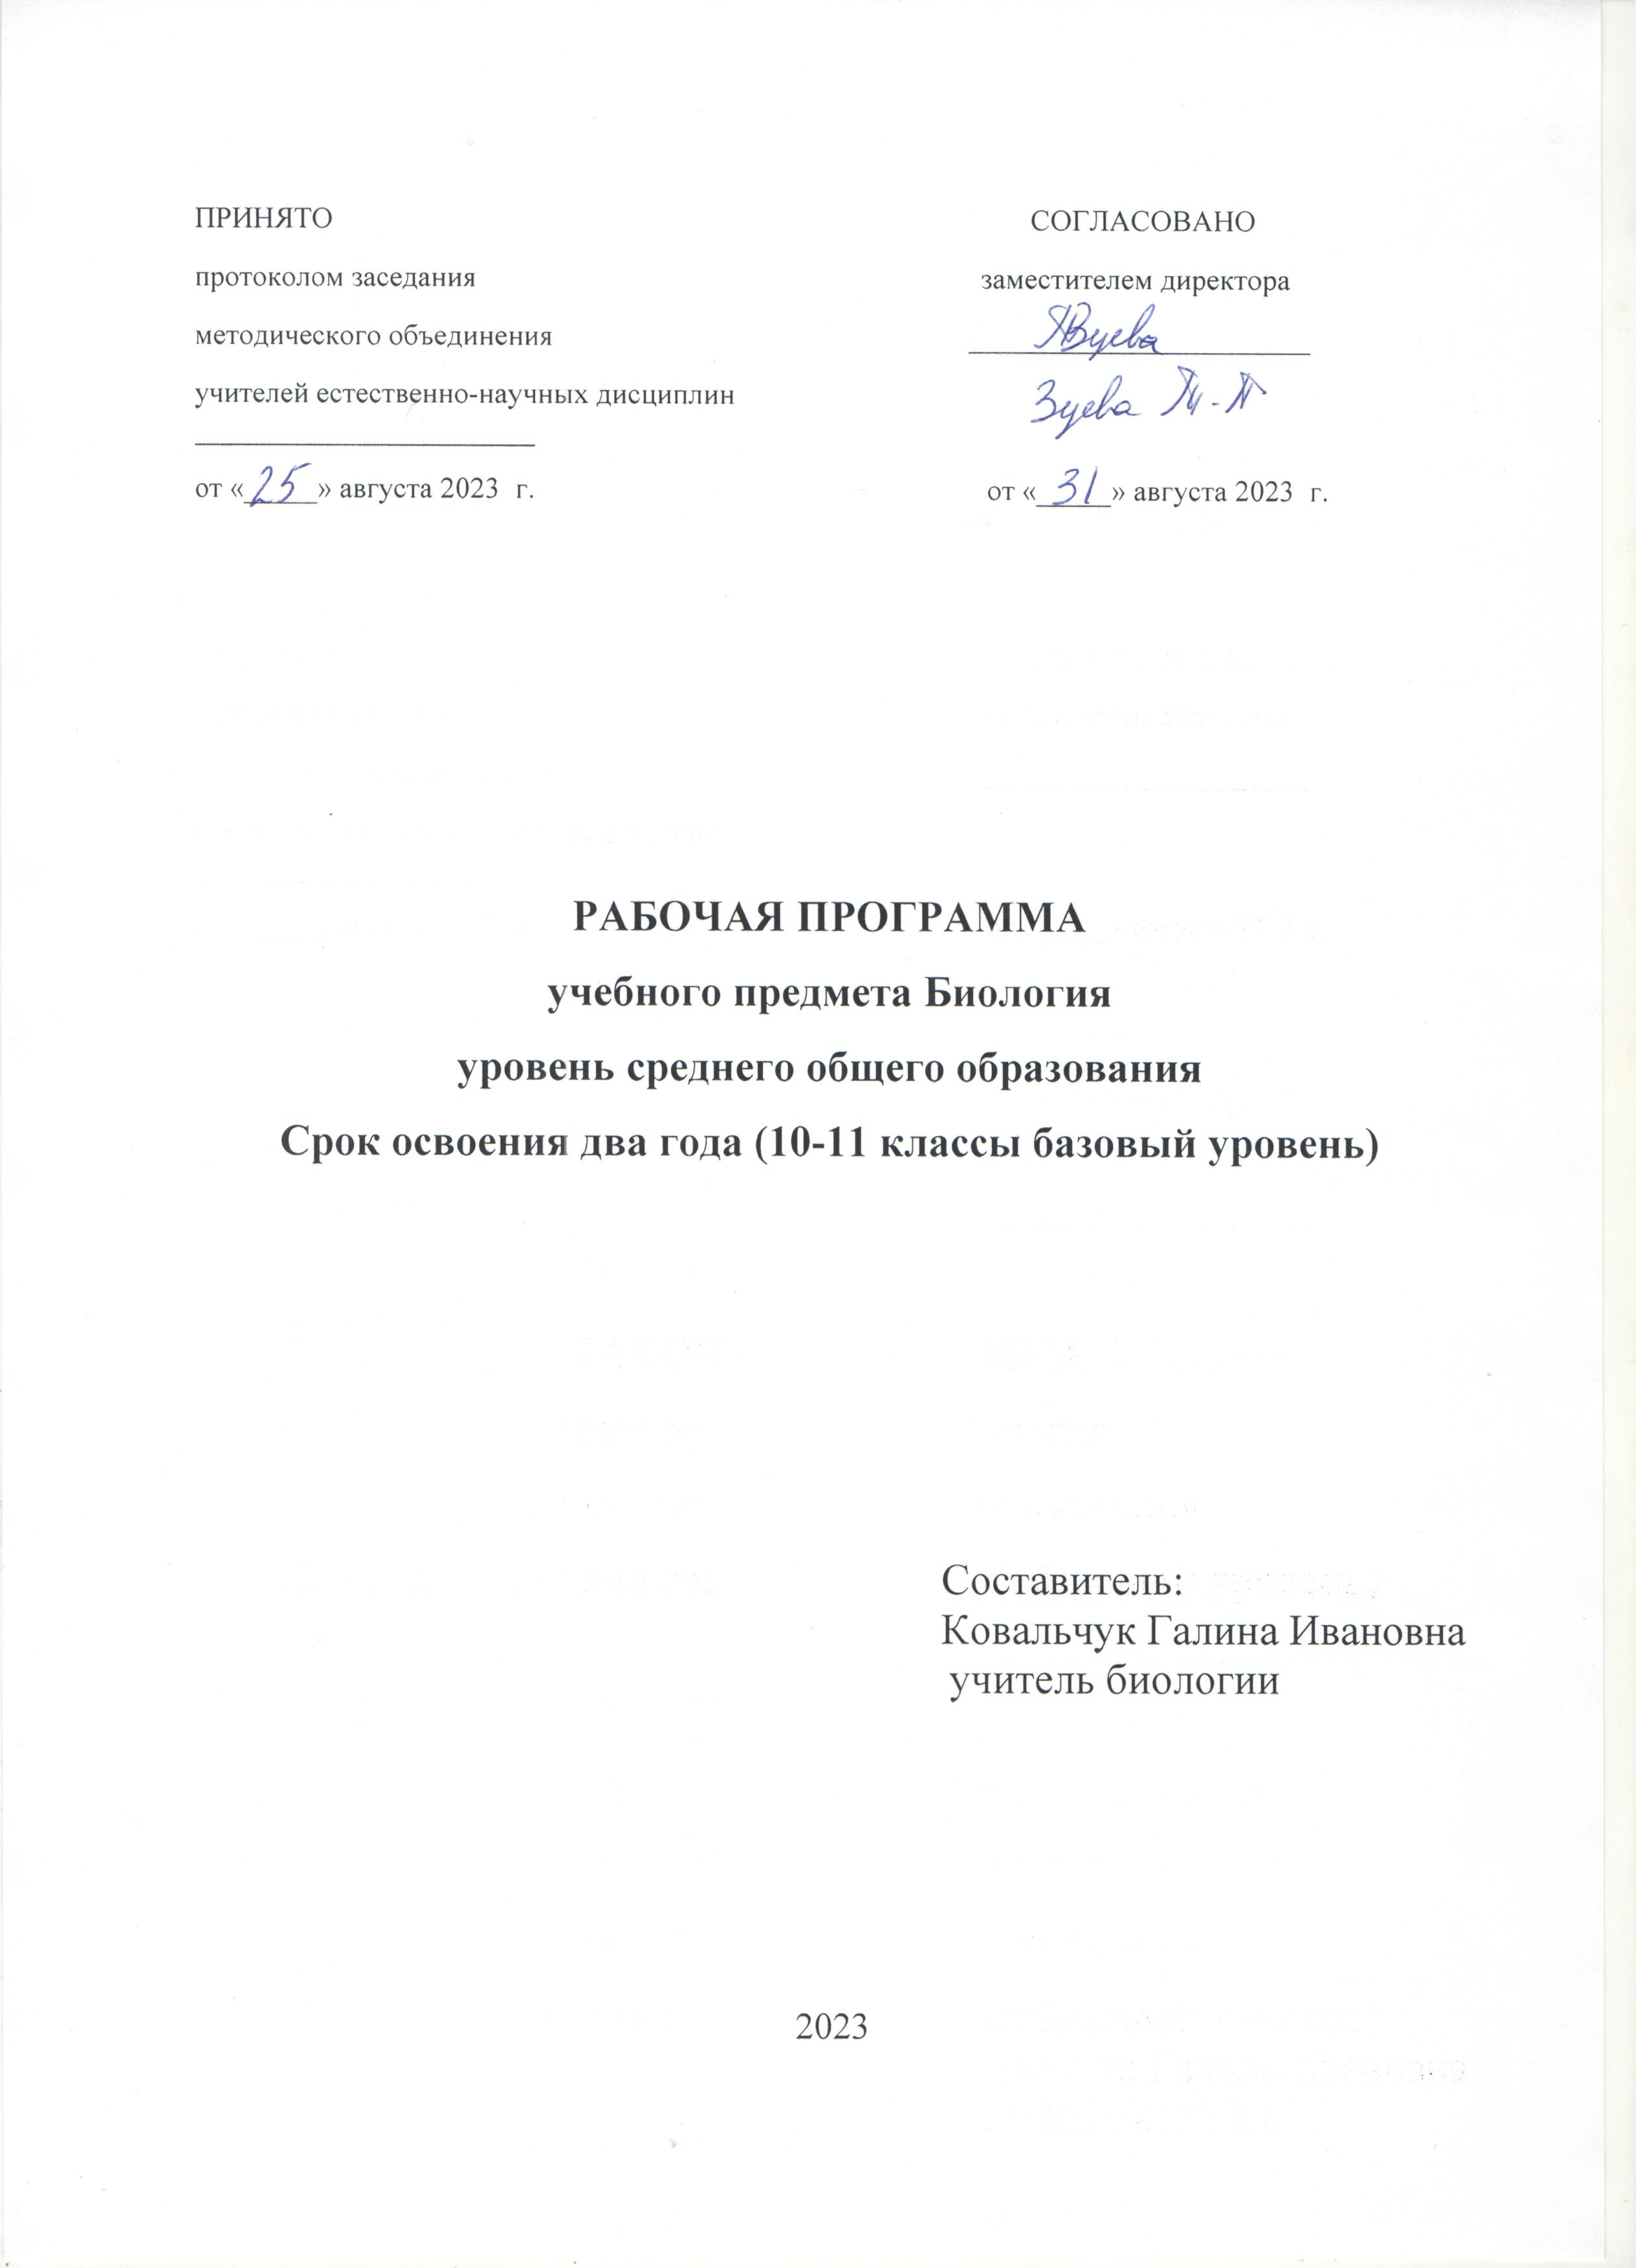 ПРИНЯТО
протоколом заседания
методического объединения
учителей естественно-научных дисциплин
от «25» августа 2023 г.
СОГЛАСОВАНО
заместителем директора
Зуева
от «31» августа 2023 г.
РАБОЧАЯ ПРОГРАММА
учебного предмета Биология
уровень среднего общего образования
Срок освоения два года (10-11 классы базовый уровень)
Составитель:
Ковальчук Галина Ивановна
учитель биологии
2023